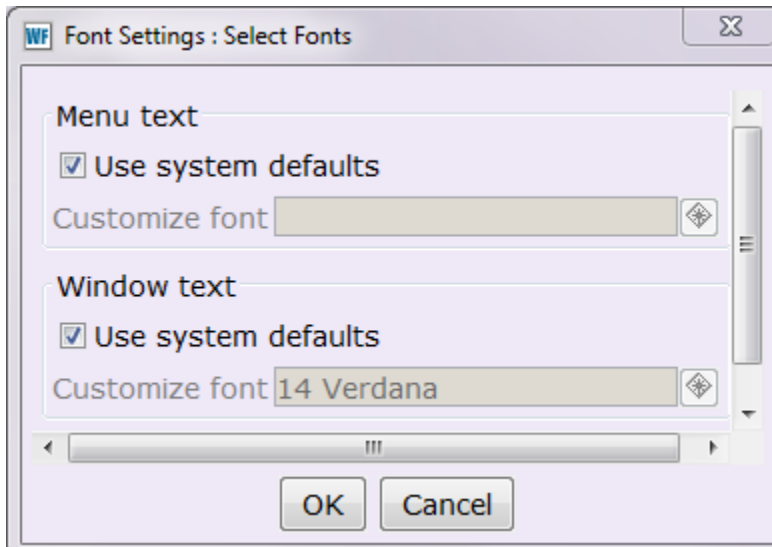 WF Font Settings : Select Fonts
Menu text
Use system defaults
Customize font
Window text
Use system defaults
Customize font 14 Verdana
OK Cancel